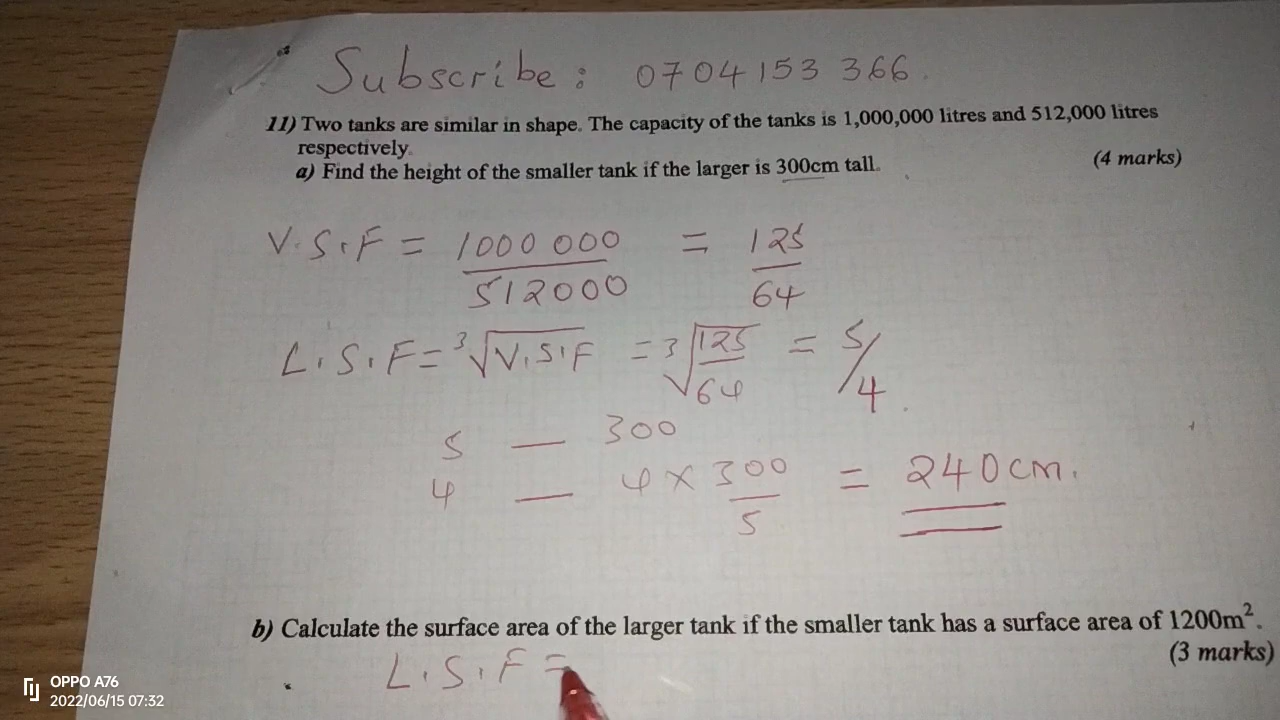 Subscribe: 0704153 366
11) Two tanks are similar in shape. The capacity of the tanks is 1,000,000 litres and 512,000 litres
respectively.
(4 marks)
a) Find the height of the smaller tank if the larger is 300cm tall.
V.S.F = 1000 000 / 512000 = 125 / 64
L.S.F = ³√V.S.F = ³√125/64 = 5/4
5 — 300
4 — 4 × 300 / 5 = 240cm.
b) Calculate the surface area of the larger tank if the smaller tank has a surface area of 1200m².
(3 marks)
L.S.F =
OPPO A76
2022/06/15 07:32